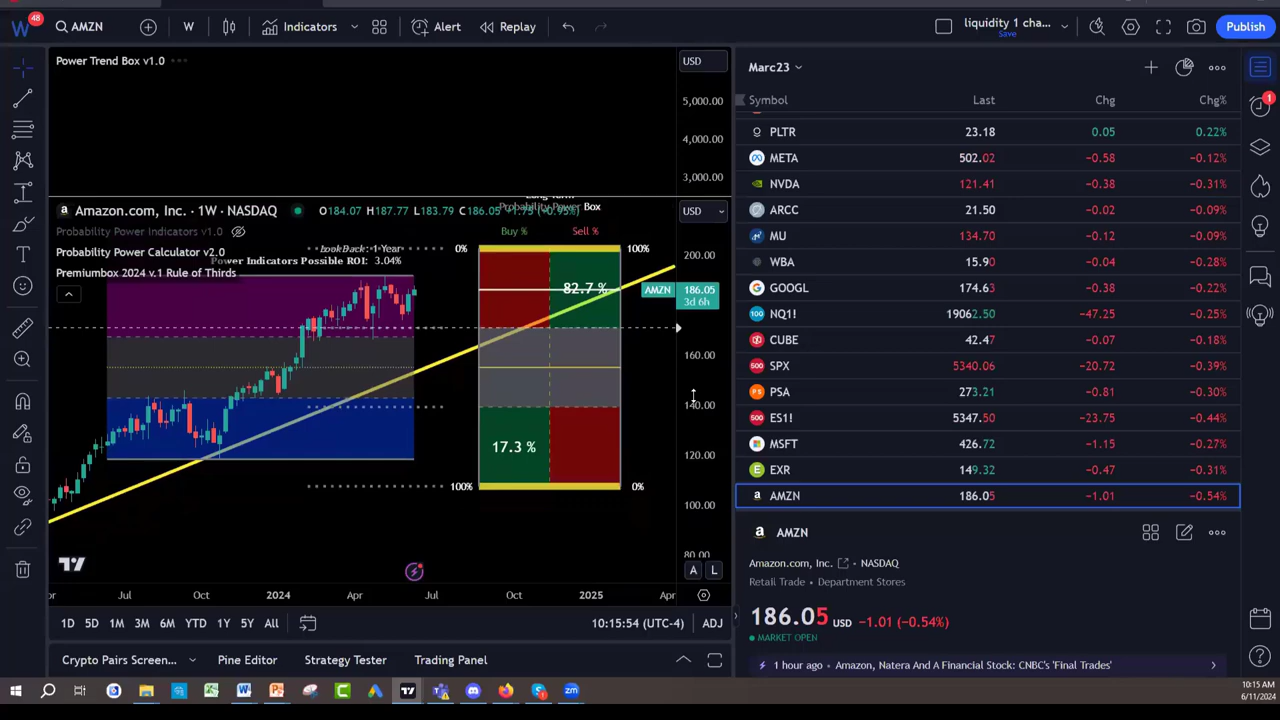 48
AMZN
W
Indicators
Alert
Replay
liquidity 1 cha...
Save
Publish
Power Trend Box v1.0
USD
5,000.00
4,000.00
3,000.00
Amazon.com, Inc. · 1W · NASDAQ
O184.07 H187.77 L183.79 C186.05
USD
Probability Power Box
Probability Power Indicators v1.0
Buy %
Sell %
Probability Power Calculator v2.0
LookBack: 1 Year
0%
100%
200.00
Power Indicators Possible ROI: 3.04%
Premiumbox 2024 v.1 Rule of Thirds
82.7 %
AMZN
186.05
3d 6h
160.00
140.00
17.3 %
120.00
100%
0%
100.00
80.00
A
L
Jul
Oct
2024
Apr
Jul
Oct
2025
Apr
1D 5D 1M 3M 6M YTD 1Y 5Y All
10:15:54 (UTC-4)
ADJ
Crypto Pairs Screen...
Pine Editor
Strategy Tester
Trading Panel
Marc23
Symbol Last Chg Chg%
PLTR 23.18 0.05 0.22%
META 502.02 −0.58 −0.12%
NVDA 121.41 −0.38 −0.31%
ARCC 21.50 −0.02 −0.09%
MU 134.70 −0.12 −0.09%
WBA 15.90 −0.04 −0.28%
GOOGL 174.63 −0.38 −0.21%
NQ1! 19062.50 −47.25 −0.25%
CUBE 42.47 −0.07 −0.18%
SPX 5340.06 −20.72 −0.39%
PSA 273.21 −0.81 −0.30%
ES1! 5347.50 −23.75 −0.44%
MSFT 426.72 −1.15 −0.27%
EXR 149.32 −0.47 −0.31%
AMZN 186.05 −1.01 −0.54%
AMZN
Amazon.com, Inc. · NASDAQ
Retail Trade · Department Stores
186.05 USD −1.01 (−0.54%)
MARKET OPEN
1 hour ago · Amazon, Natera And A Financial Stock: CNBC's 'Final Trades'
1
10:15 AM
6/11/2024